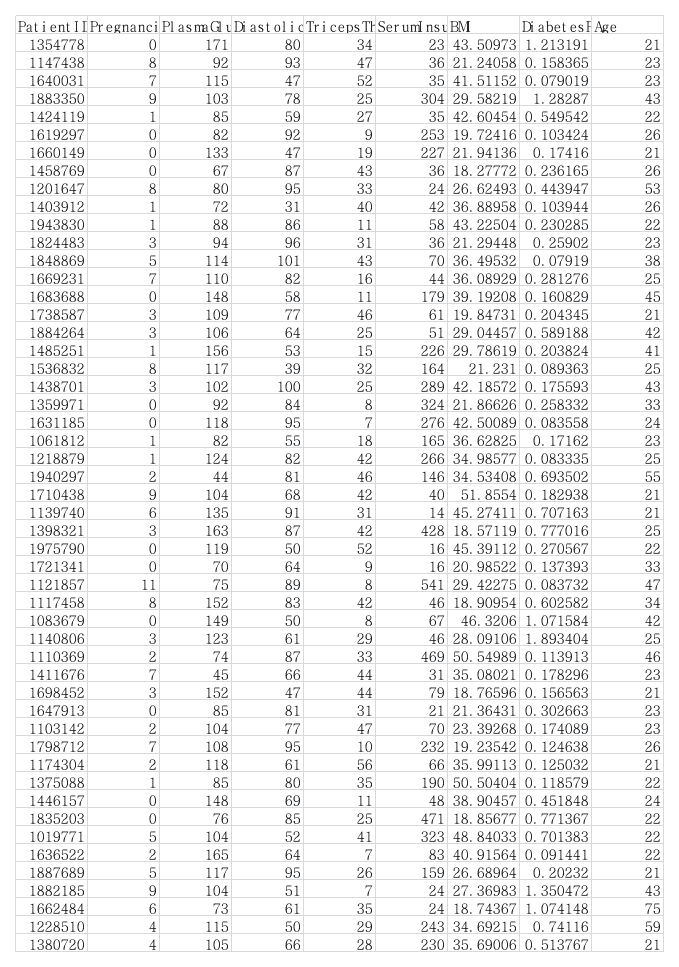 PatientID Pregnanci PlasmaGlu Diastolic TricepsTh SerumInsu BMI DiabetesP Age
1354778 0 171 80 34 23 43.50973 1.213191 21
1147438 8 92 93 47 36 21.24058 0.158365 23
1640031 7 115 47 52 35 41.51152 0.079019 23
1883350 9 103 78 25 304 29.58219 1.28287 43
1424119 1 85 59 27 35 42.60454 0.549542 22
1619297 0 82 92 9 253 19.72416 0.103424 26
1660149 0 133 47 19 227 21.94136 0.17416 21
1458769 0 67 87 43 36 18.27772 0.236165 26
1201647 8 80 95 33 24 26.62493 0.443947 53
1403912 1 72 31 40 42 36.88958 0.103944 26
1943830 1 88 86 11 58 43.22504 0.230285 22
1824483 3 94 96 31 36 21.29448 0.25902 23
1848869 5 114 101 43 70 36.49532 0.07919 38
1669231 7 110 82 16 44 36.08929 0.281276 25
1683688 0 148 58 11 179 39.19208 0.160829 45
1738587 3 109 77 46 61 19.84731 0.204345 21
1884264 3 106 64 25 51 29.04457 0.589188 42
1485251 1 156 53 15 226 29.78619 0.203824 41
1536832 8 117 39 32 164 21.231 0.089363 25
1438701 3 102 100 25 289 42.18572 0.175593 43
1359971 0 92 84 8 324 21.86626 0.258332 33
1631185 0 118 95 7 276 42.50089 0.083558 24
1061812 1 82 55 18 165 36.62825 0.17162 23
1218879 1 124 82 42 266 34.98577 0.083335 25
1940297 2 44 81 46 146 34.53408 0.693502 55
1710438 9 104 68 42 40 51.8554 0.182938 21
1139740 6 135 91 31 14 45.27411 0.707163 21
1398321 3 163 87 42 428 18.57119 0.777016 25
1975790 0 119 50 52 16 45.39112 0.270567 22
1721341 0 70 64 9 16 20.98522 0.137393 33
1121857 11 75 89 8 541 29.42275 0.083732 47
1117458 8 152 83 42 46 18.90954 0.602582 34
1083679 0 149 50 8 67 46.3206 1.071584 42
1140806 3 123 61 29 46 28.09106 1.893404 25
1110369 2 74 87 33 469 50.54989 0.113913 46
1411676 7 45 66 44 31 35.08021 0.178296 23
1698452 3 152 47 44 79 18.76596 0.156563 21
1647913 0 85 81 31 21 21.36431 0.302663 23
1103142 2 104 77 47 70 23.39268 0.174089 23
1798712 7 108 95 10 232 19.23542 0.124638 26
1174304 2 118 61 56 66 35.99113 0.125032 21
1375088 1 85 80 35 190 50.50404 0.118579 22
1446157 0 148 69 11 48 38.90457 0.451848 24
1835203 0 76 85 25 471 18.85677 0.771367 22
1019771 5 104 52 41 323 48.84033 0.701383 22
1636522 2 165 64 7 83 40.91564 0.091441 22
1887689 5 117 95 26 159 26.68964 0.20232 21
1882185 9 104 51 7 24 27.36983 1.350472 43
1662484 6 73 61 35 24 18.74367 1.074148 75
1228510 4 115 50 29 243 34.69215 0.74116 59
1380720 4 105 66 28 230 35.69006 0.513767 21